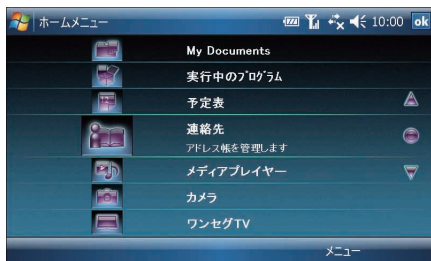 ホームメニュー 10:00 ok
My Documents
実行中のプログラム
予定表
連絡先
アドレス帳を管理します
メディアプレイヤー
カメラ
ワンセグTV
メニュー